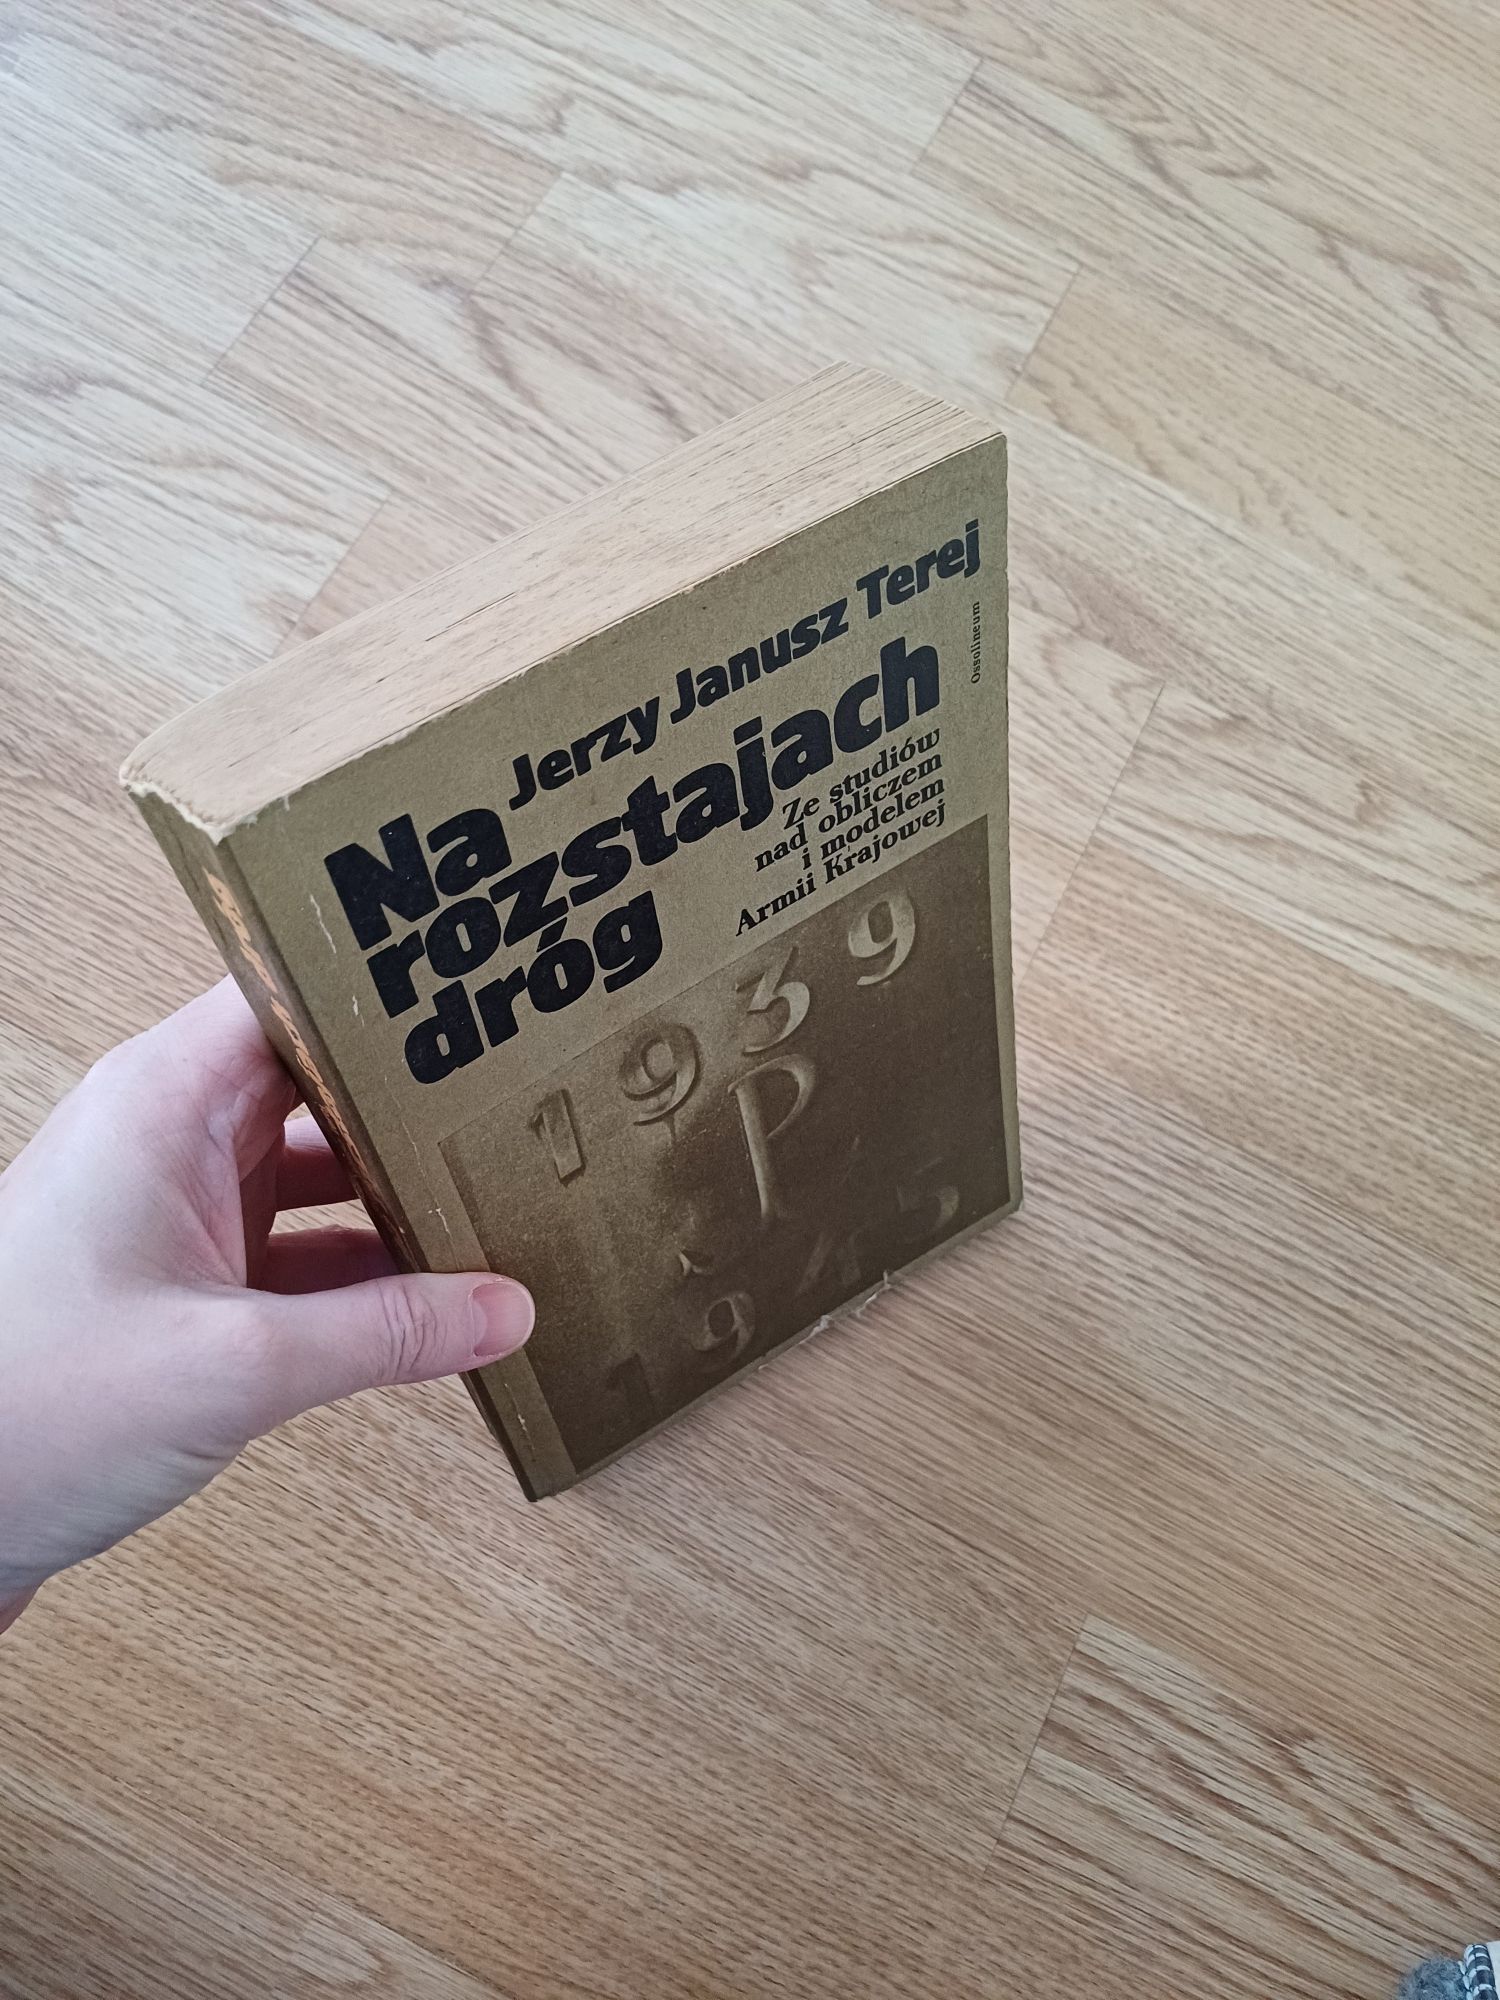 Jerzy Janusz Terej
Na
rozstajach
dróg
Ossolineum
Ze studiów
nad obliczem
i modelem
Armii Krajowej
1939
P
1945